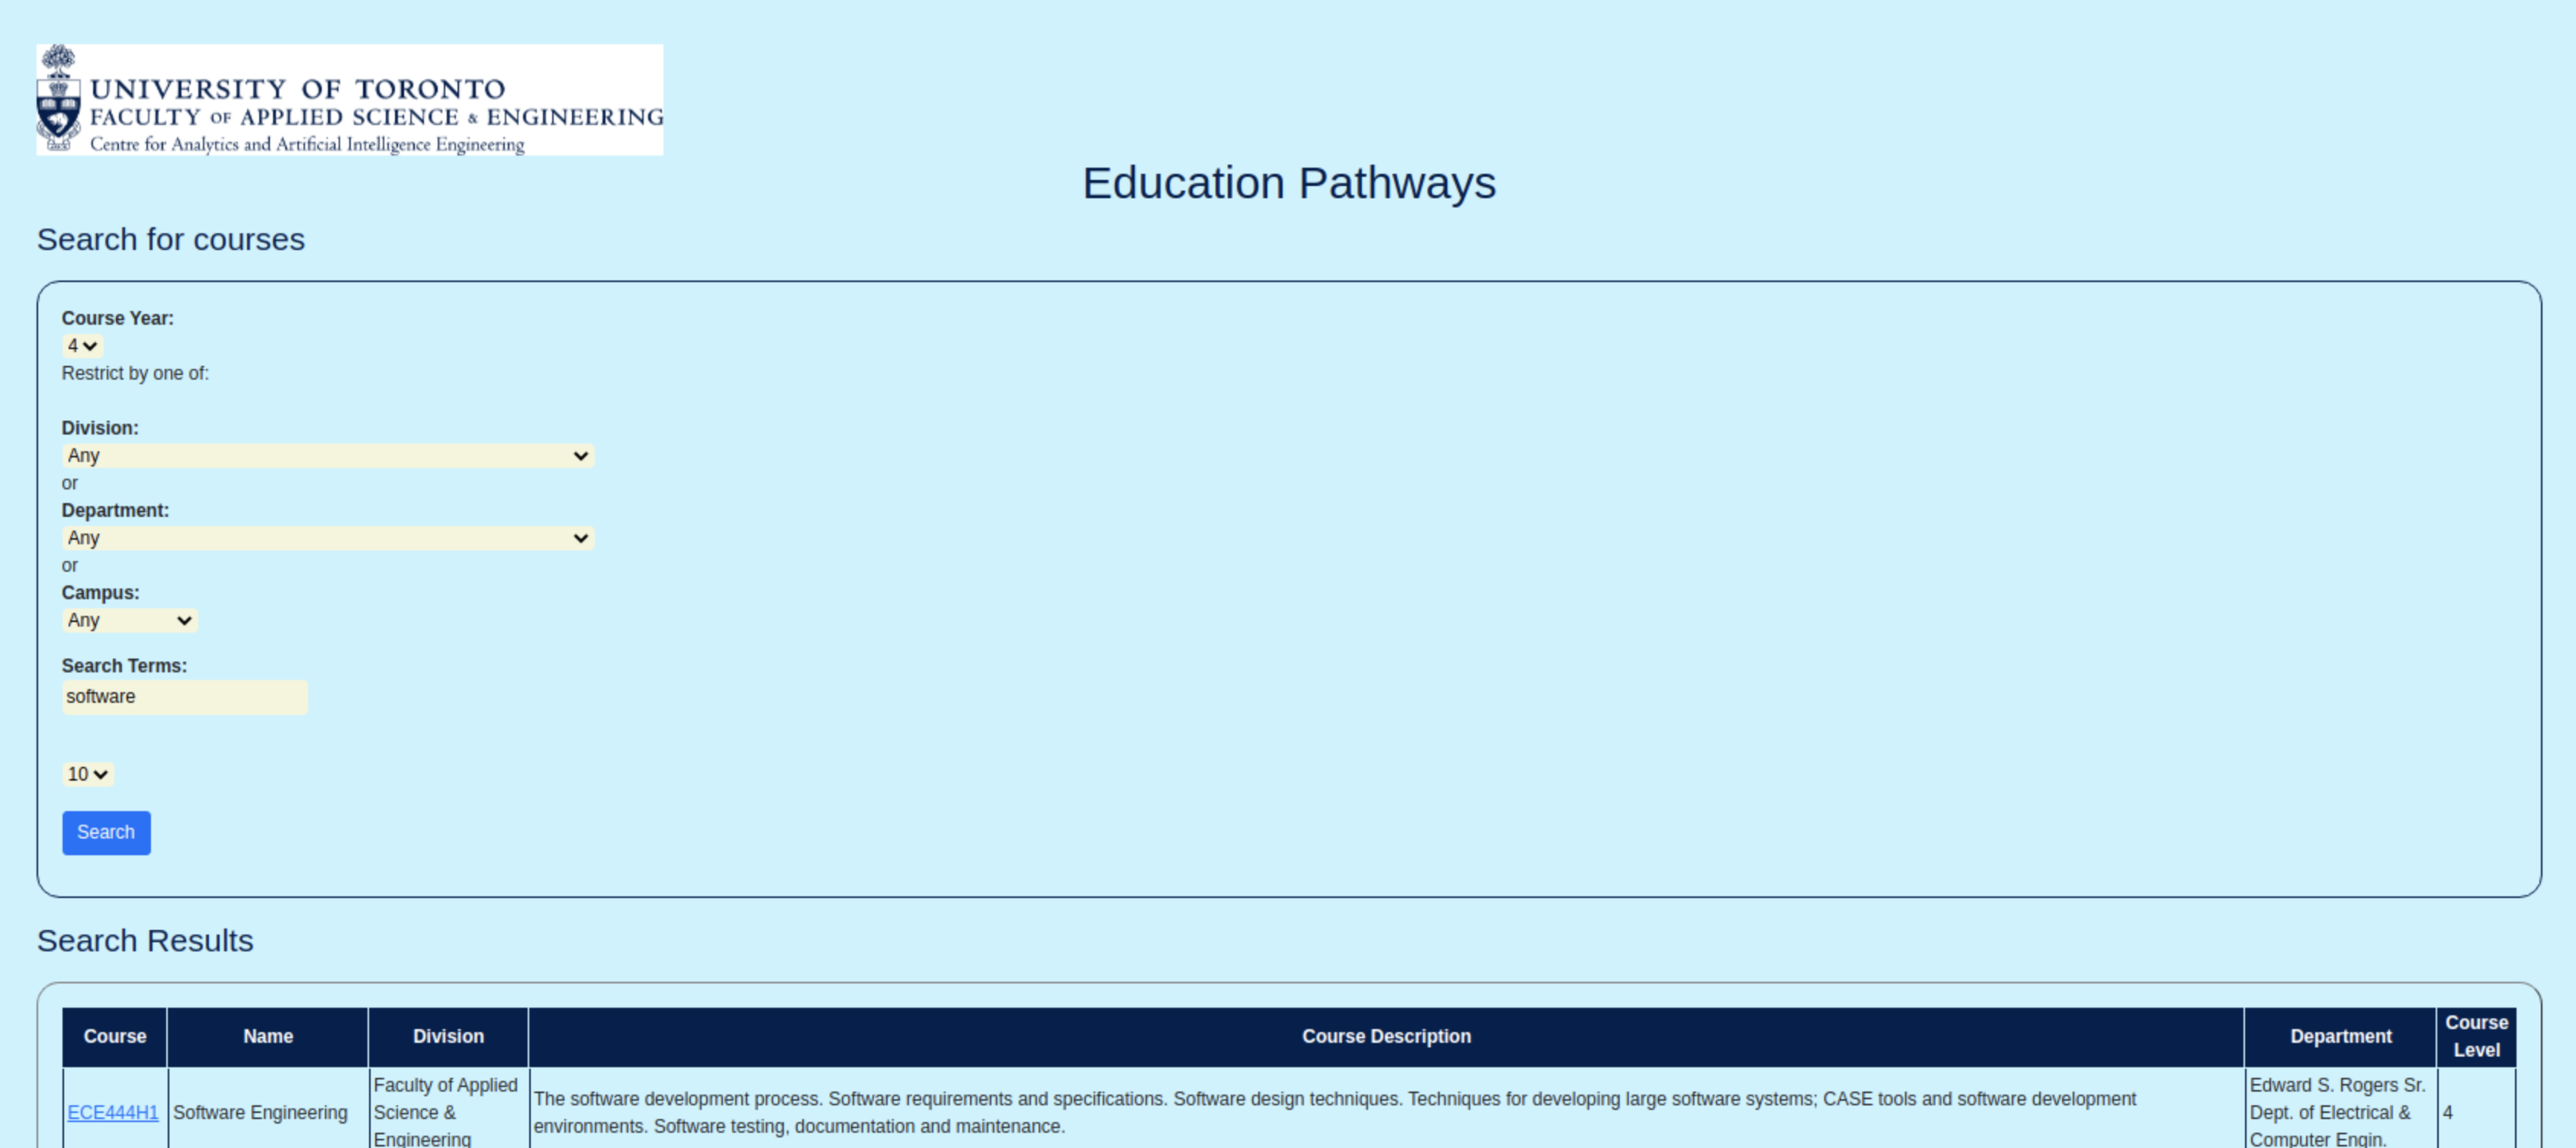 UNIVERSITY OF TORONTO
FACULTY OF APPLIED SCIENCE & ENGINEERING
Centre for Analytics and Artificial Intelligence Engineering
Education Pathways
Search for courses
Course Year:
4
Restrict by one of:
Division:
Any
or
Department:
Any
or
Campus:
Any
Search Terms:
software
10
Search
Search Results
Course Name Division Course Description Department Course Level
ECE444H1
Software Engineering
Faculty of Applied
Science &
Engineering
The software development process. Software requirements and specifications. Software design techniques. Techniques for developing large software systems; CASE tools and software development
environments. Software testing, documentation and maintenance.
Edward S. Rogers Sr.
Dept. of Electrical &
Computer Engin.
4